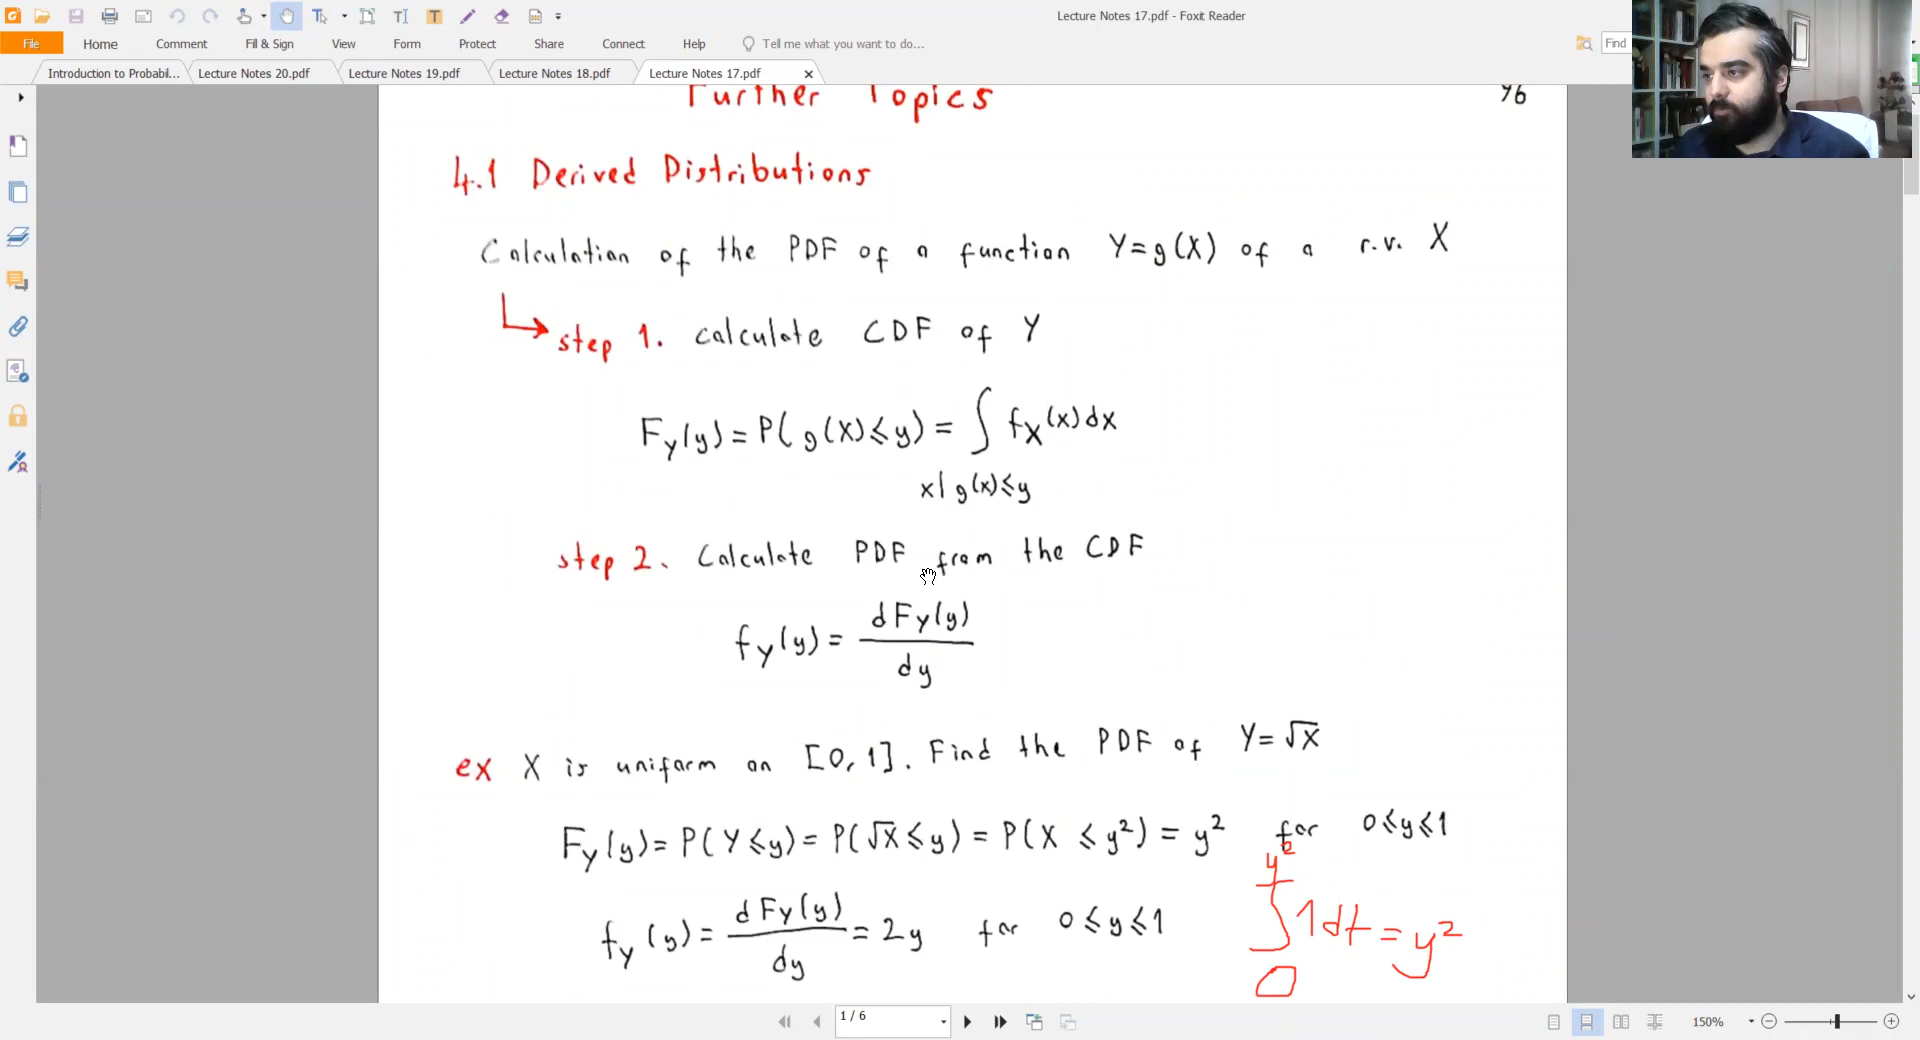 Lecture Notes 17.pdf - Foxit Reader
File Home Comment Fill & Sign View Form Protect Share Connect Help Tell me what you want to do... Find
Introduction to Probabil... Lecture Notes 20.pdf Lecture Notes 19.pdf Lecture Notes 18.pdf Lecture Notes 17.pdf
Further Topics 96
4.1 Derived Distributions
Calculation of the PDF of a function Y=g(X) of a r.v. X
step 1. Calculate CDF of Y
F_Y(y) = P(g(X) ≤ y) = ∫ f_X(x)dx
x| g(x) ≤ y
step 2. Calculate PDF from the CDF
f_Y(y) = dF_Y(y)
dy
ex X is uniform on [0,1]. Find the PDF of Y=√X
F_Y(y) = P(Y ≤ y) = P(√X ≤ y) = P(X ≤ y²) = y² for 0≤y≤1
f_Y(y) = dF_Y(y) = 2y for 0≤y≤1
dy
y²
∫ 1dt = y²
0
1 / 6
150%